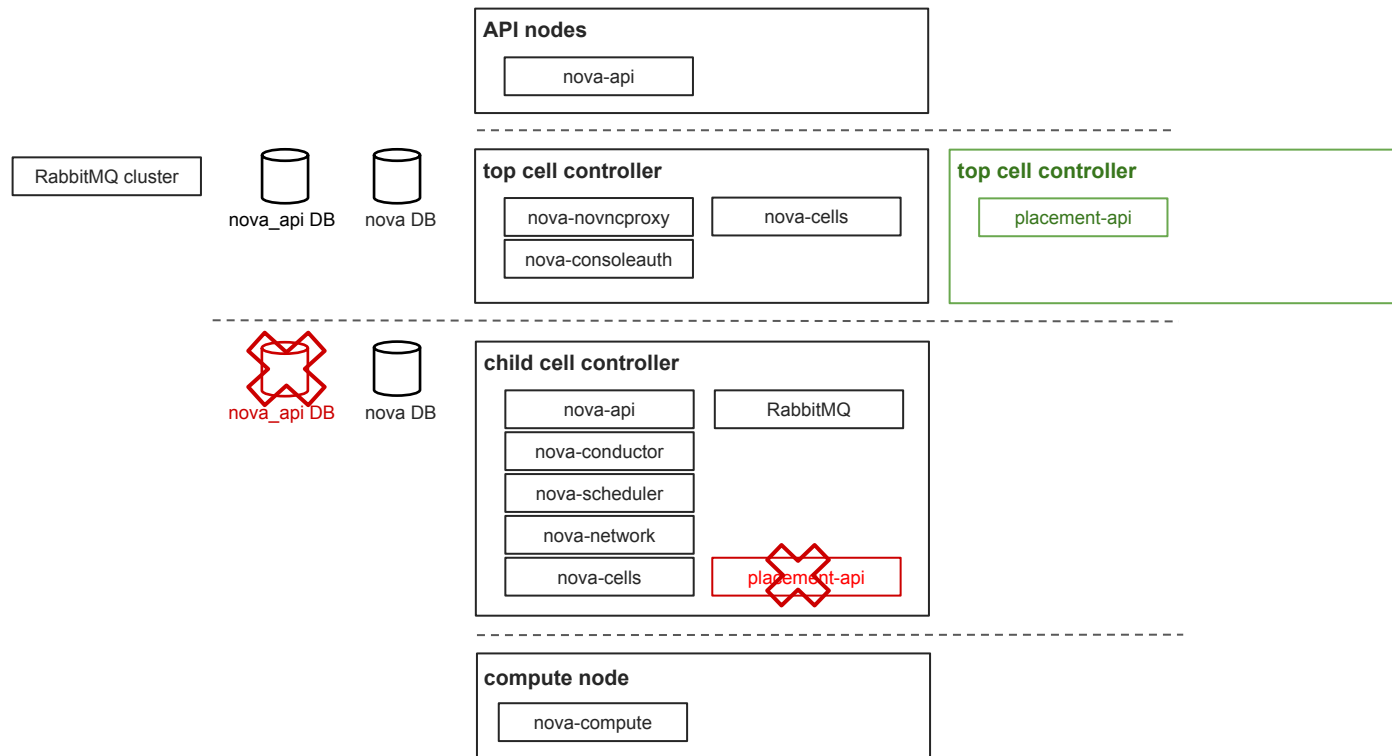 API nodes
nova-api
RabbitMQ cluster
nova_api DB
nova DB
top cell controller
nova-novncproxy
nova-cells
nova-consoleauth
top cell controller
placement-api
nova_api DB
nova DB
child cell controller
nova-api
RabbitMQ
nova-conductor
nova-scheduler
nova-network
nova-cells
placement-api
compute node
nova-compute